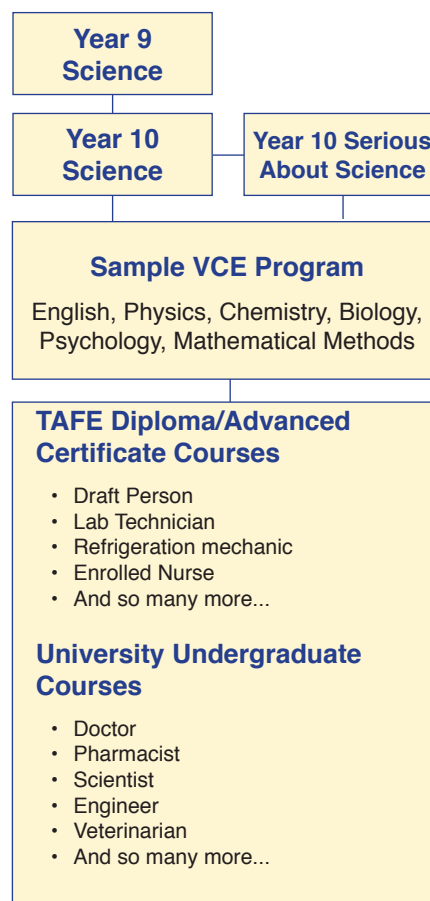 Year 9
Science
Year 10
Science
Year 10 Serious
About Science
Sample VCE Program
English, Physics, Chemistry, Biology,
Psychology, Mathematical Methods
TAFE Diploma/Advanced
Certificate Courses
• Draft Person
• Lab Technician
• Refrigeration mechanic
• Enrolled Nurse
• And so many more...
University Undergraduate
Courses
• Doctor
• Pharmacist
• Scientist
• Engineer
• Veterinarian
• And so many more...